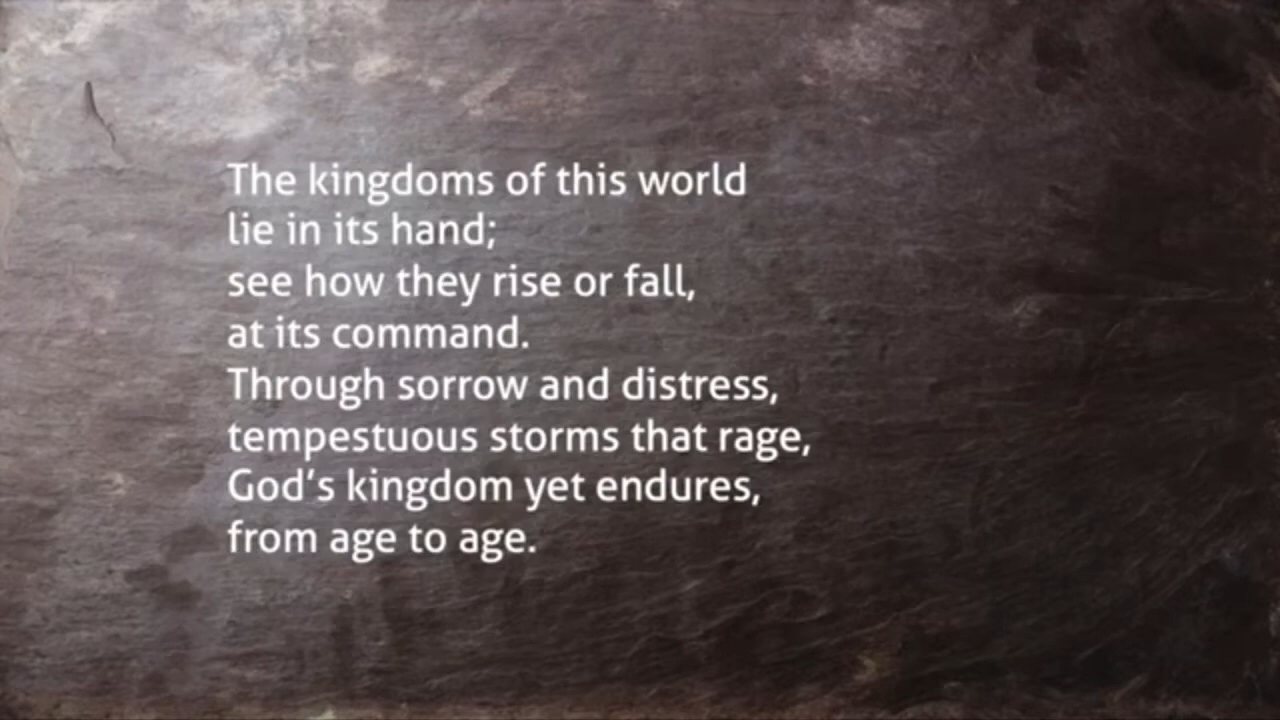 The kingdoms of this world
lie in its hand;
see how they rise or fall,
at its command.
Through sorrow and distress,
tempestuous storms that rage,
God’s kingdom yet endures,
from age to age.